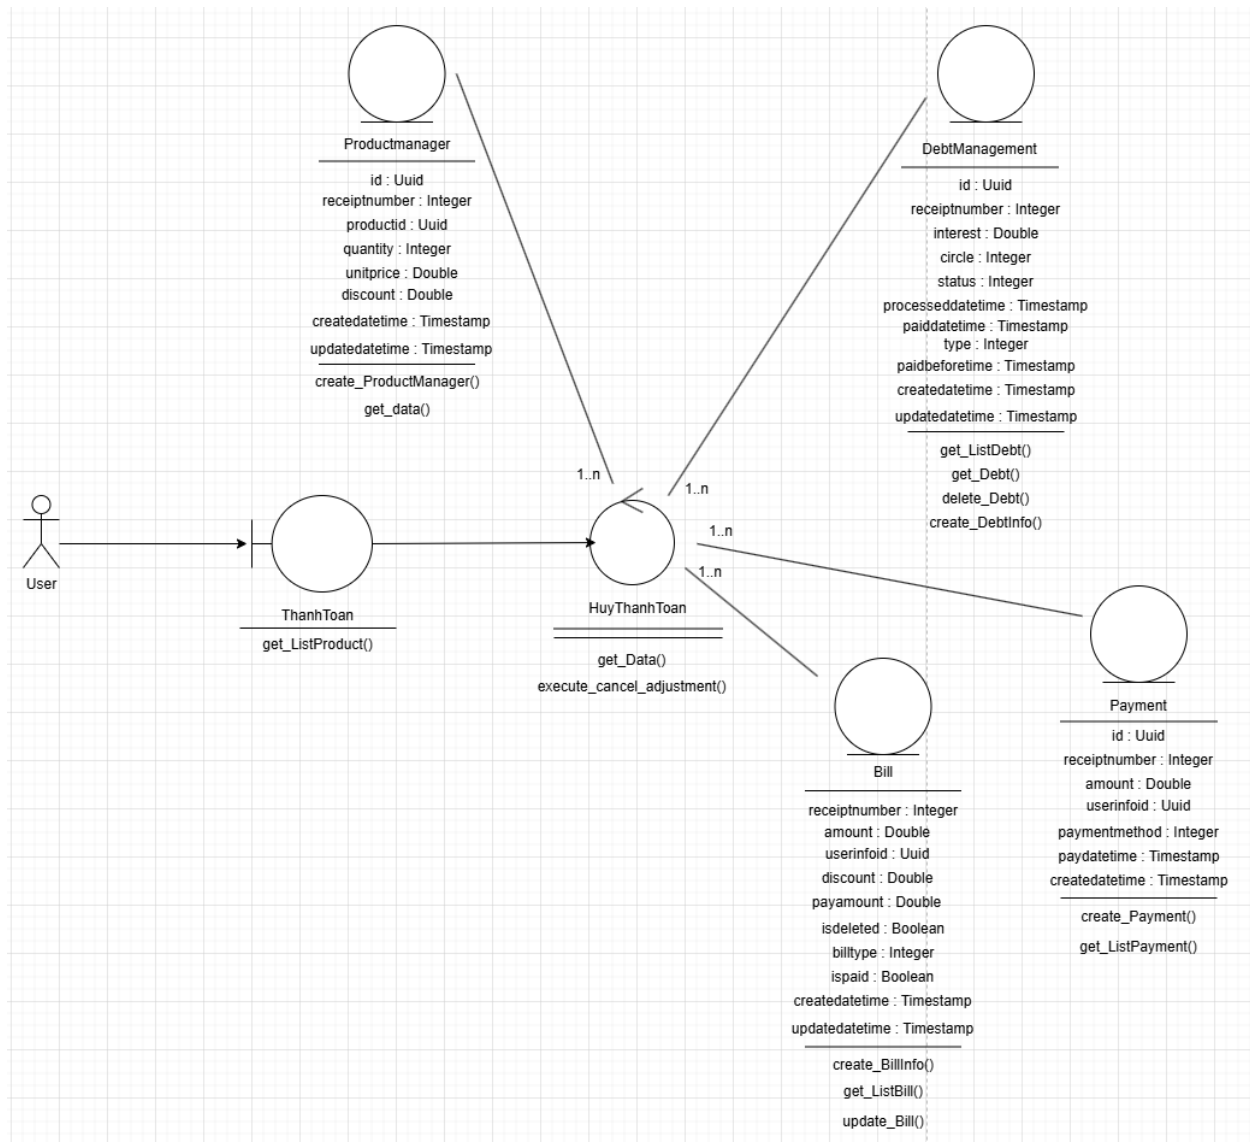 Productmanager
id : Uuid
receiptnumber : Integer
productid : Uuid
quantity : Integer
unitprice : Double
discount : Double
createdatetime : Timestamp
updatedatetime : Timestamp
create_ProductManager()
get_data()
DebtManagement
id : Uuid
receiptnumber : Integer
interest : Double
circle : Integer
status : Integer
processeddatetime : Timestamp
paiddatetime : Timestamp
type : Integer
paidbeforetime : Timestamp
createdatetime : Timestamp
updatedatetime : Timestamp
get_ListDebt()
get_Debt()
delete_Debt()
create_DebtInfo()
1..n
1..n
1..n
1..n
User
ThanhToan
get_ListProduct()
HuyThanhToan
get_Data()
execute_cancel_adjustment()
Bill
receiptnumber : Integer
amount : Double
userinfoid : Uuid
discount : Double
payamount : Double
isdeleted : Boolean
billtype : Integer
ispaid : Boolean
createdatetime : Timestamp
updatedatetime : Timestamp
create_BillInfo()
get_ListBill()
update_Bill()
Payment
id : Uuid
receiptnumber : Integer
amount : Double
userinfoid : Uuid
paymentmethod : Integer
paydatetime : Timestamp
createdatetime : Timestamp
create_Payment()
get_ListPayment()